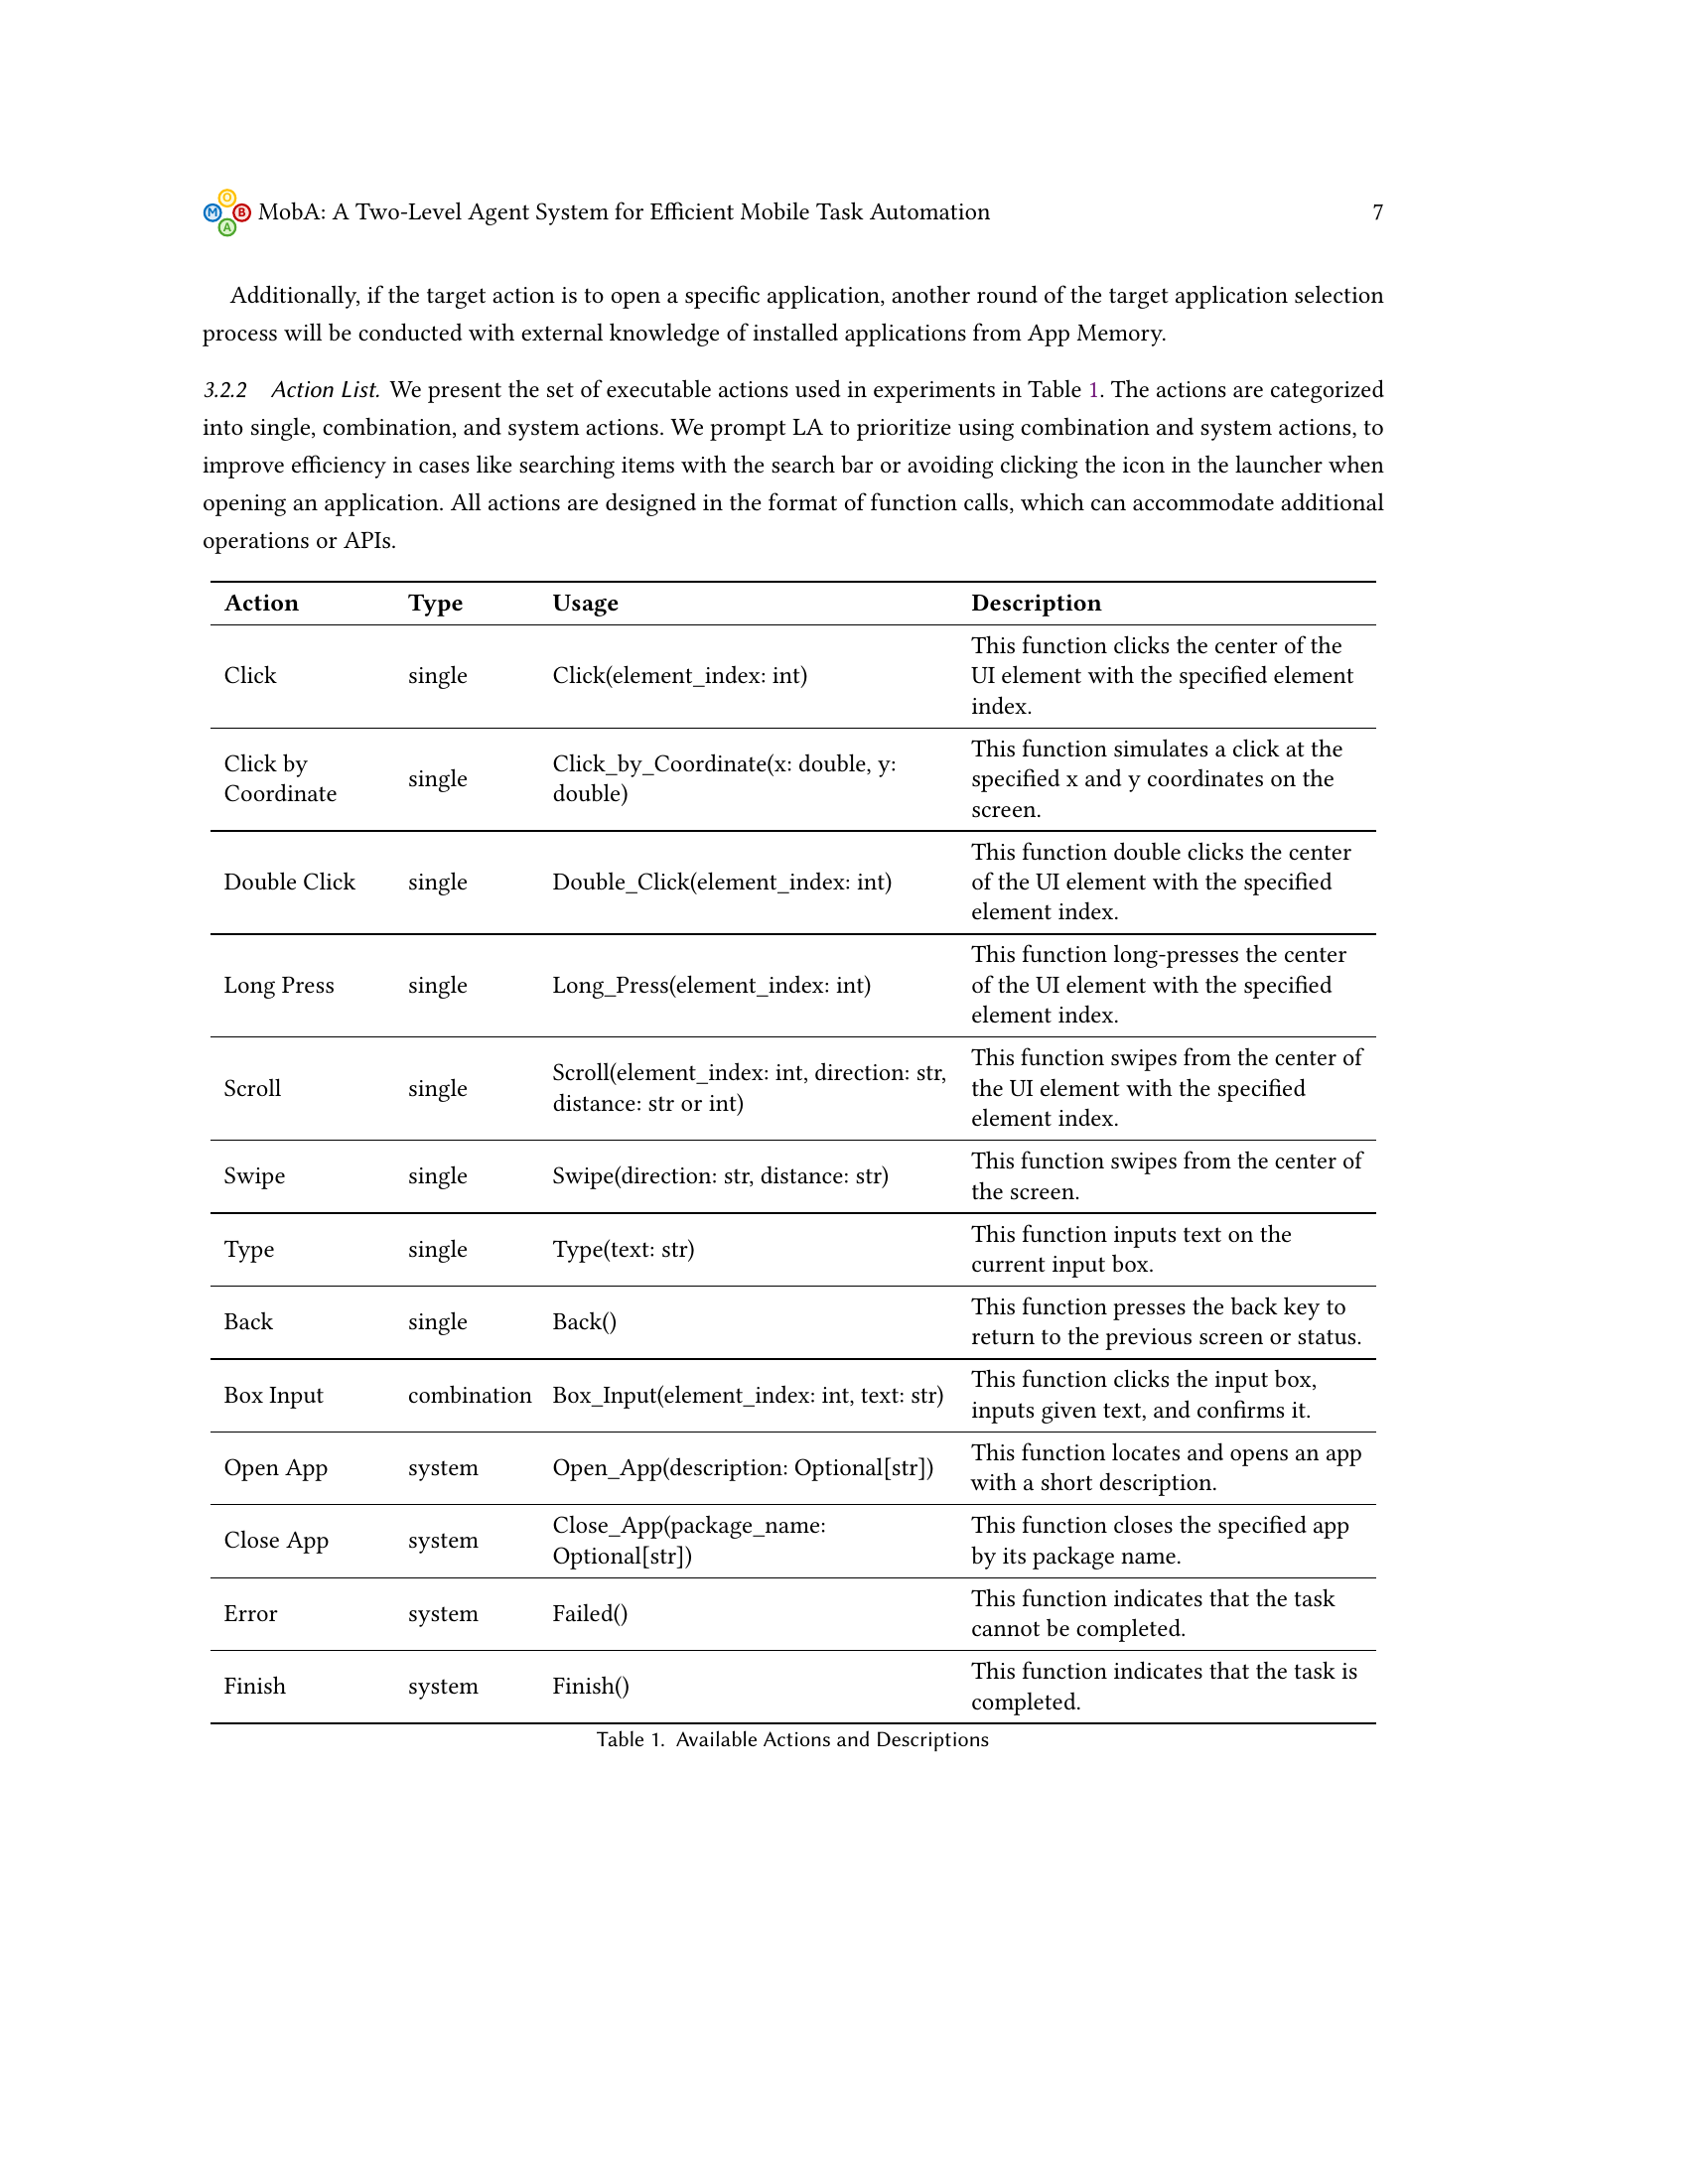 O
M B
A
MobA: A Two-Level Agent System for Efficient Mobile Task Automation 7
Additionally, if the target action is to open a specific application, another round of the target application selection
process will be conducted with external knowledge of installed applications from App Memory.
3.2.2 Action List. We present the set of executable actions used in experiments in Table 1. The actions are categorized
into single, combination, and system actions. We prompt LA to prioritize using combination and system actions, to
improve efficiency in cases like searching items with the search bar or avoiding clicking the icon in the launcher when
opening an application. All actions are designed in the format of function calls, which can accommodate additional
operations or APIs.
Action Type Usage Description
Click single Click(element_index: int) This function clicks the center of the
UI element with the specified element
index.
Click by
Coordinate
single
Click_by_Coordinate(x: double, y:
double)
This function simulates a click at the
specified x and y coordinates on the
screen.
Double Click single Double_Click(element_index: int) This function double clicks the center
of the UI element with the specified
element index.
Long Press single Long_Press(element_index: int) This function long-presses the center
of the UI element with the specified
element index.
Scroll single
Scroll(element_index: int, direction: str,
distance: str or int)
This function swipes from the center of
the UI element with the specified
element index.
Swipe single Swipe(direction: str, distance: str) This function swipes from the center of
the screen.
Type single Type(text: str) This function inputs text on the
current input box.
Back single Back() This function presses the back key to
return to the previous screen or status.
Box Input combination Box_Input(element_index: int, text: str) This function clicks the input box,
inputs given text, and confirms it.
Open App system Open_App(description: Optional[str]) This function locates and opens an app
with a short description.
Close App system
Close_App(package_name:
Optional[str])
This function closes the specified app
by its package name.
Error system Failed() This function indicates that the task
cannot be completed.
Finish system Finish() This function indicates that the task is
completed.
Table 1. Available Actions and Descriptions